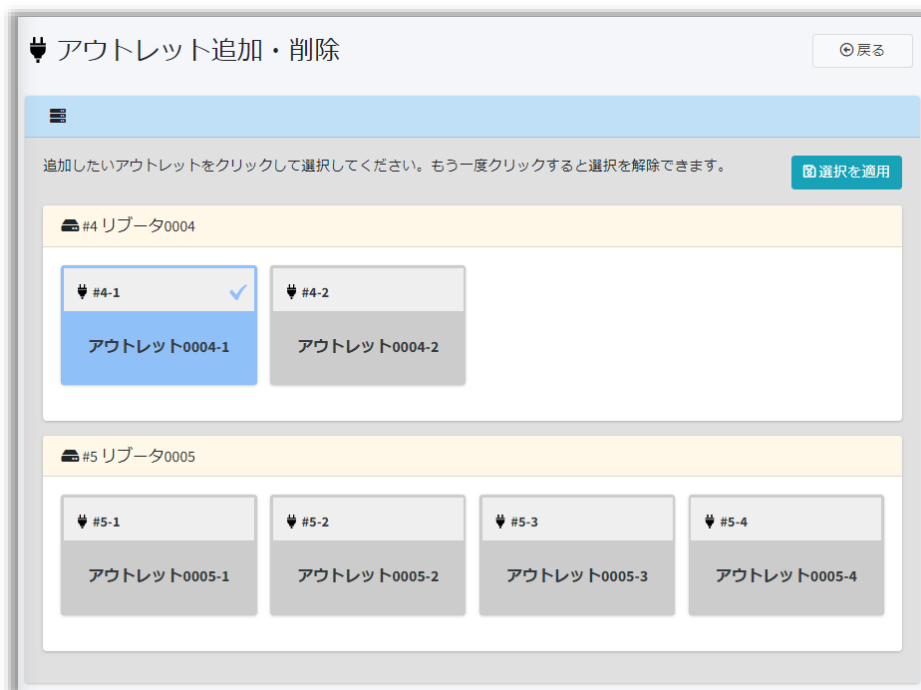 アウトレット追加・削除
戻る
追加したいアウトレットをクリックして選択してください。もう一度クリックすると選択を解除できます。
選択を適用
#4 リブータ0004
#4-1
#4-2
アウトレット0004-1
アウトレット0004-2
#5 リブータ0005
#5-1
#5-2
#5-3
#5-4
アウトレット0005-1
アウトレット0005-2
アウトレット0005-3
アウトレット0005-4